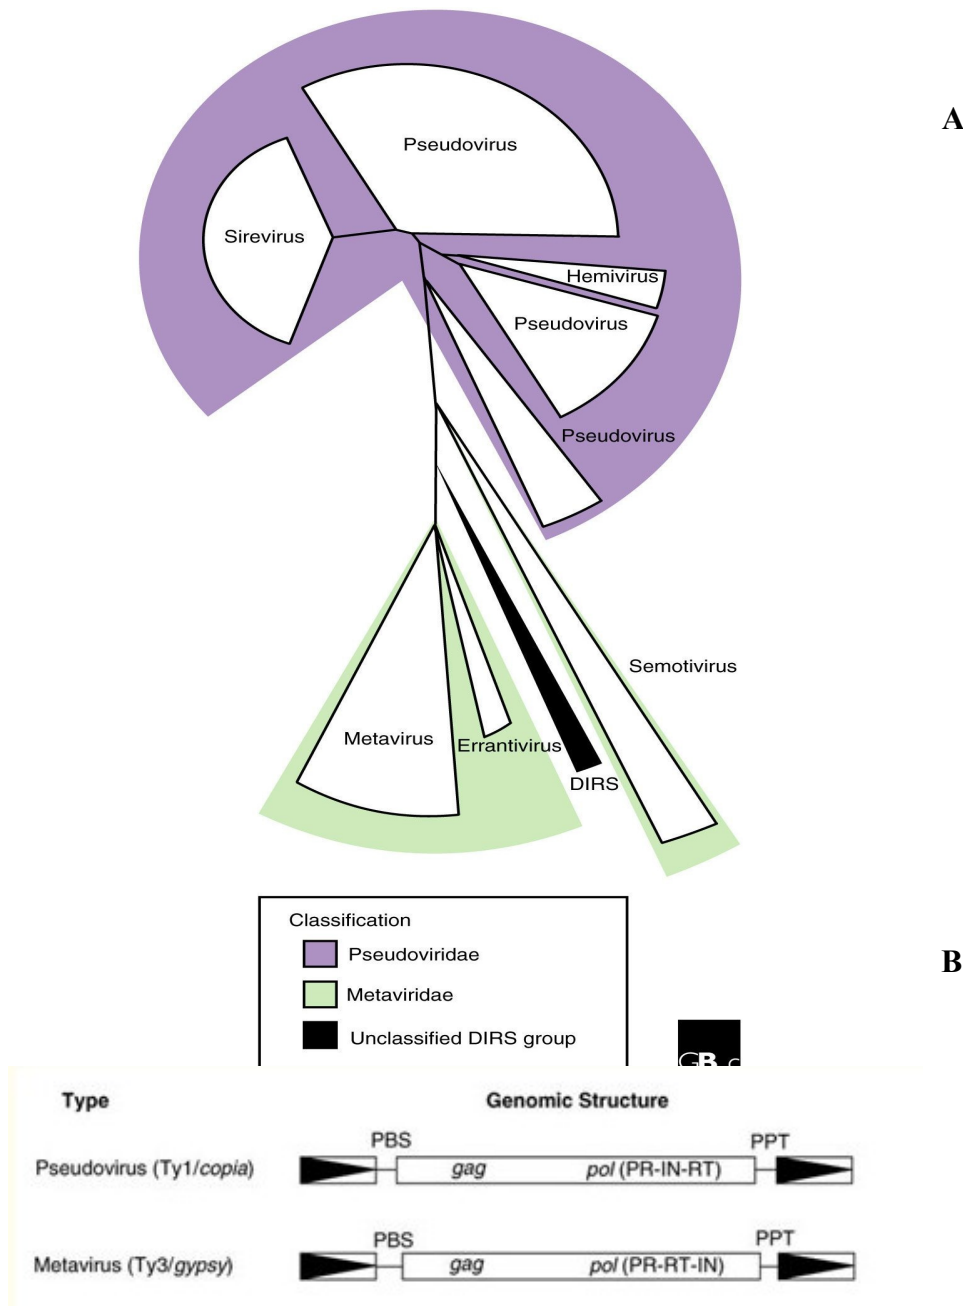 A
Pseudovirus
Sirevirus
Hemivirus
Pseudovirus
Pseudovirus
Semotivirus
Metavirus
Errantivirus
DIRS
Classification
Pseudoviridae
B
Metaviridae
Unclassified DIRS group
GB c
Type Genomic Structure
PBS PPT
Pseudovirus (Ty1/copia) gag pol (PR-IN-RT)
PBS PPT
Metavirus (Ty3/gypsy) gag pol (PR-RT-IN)